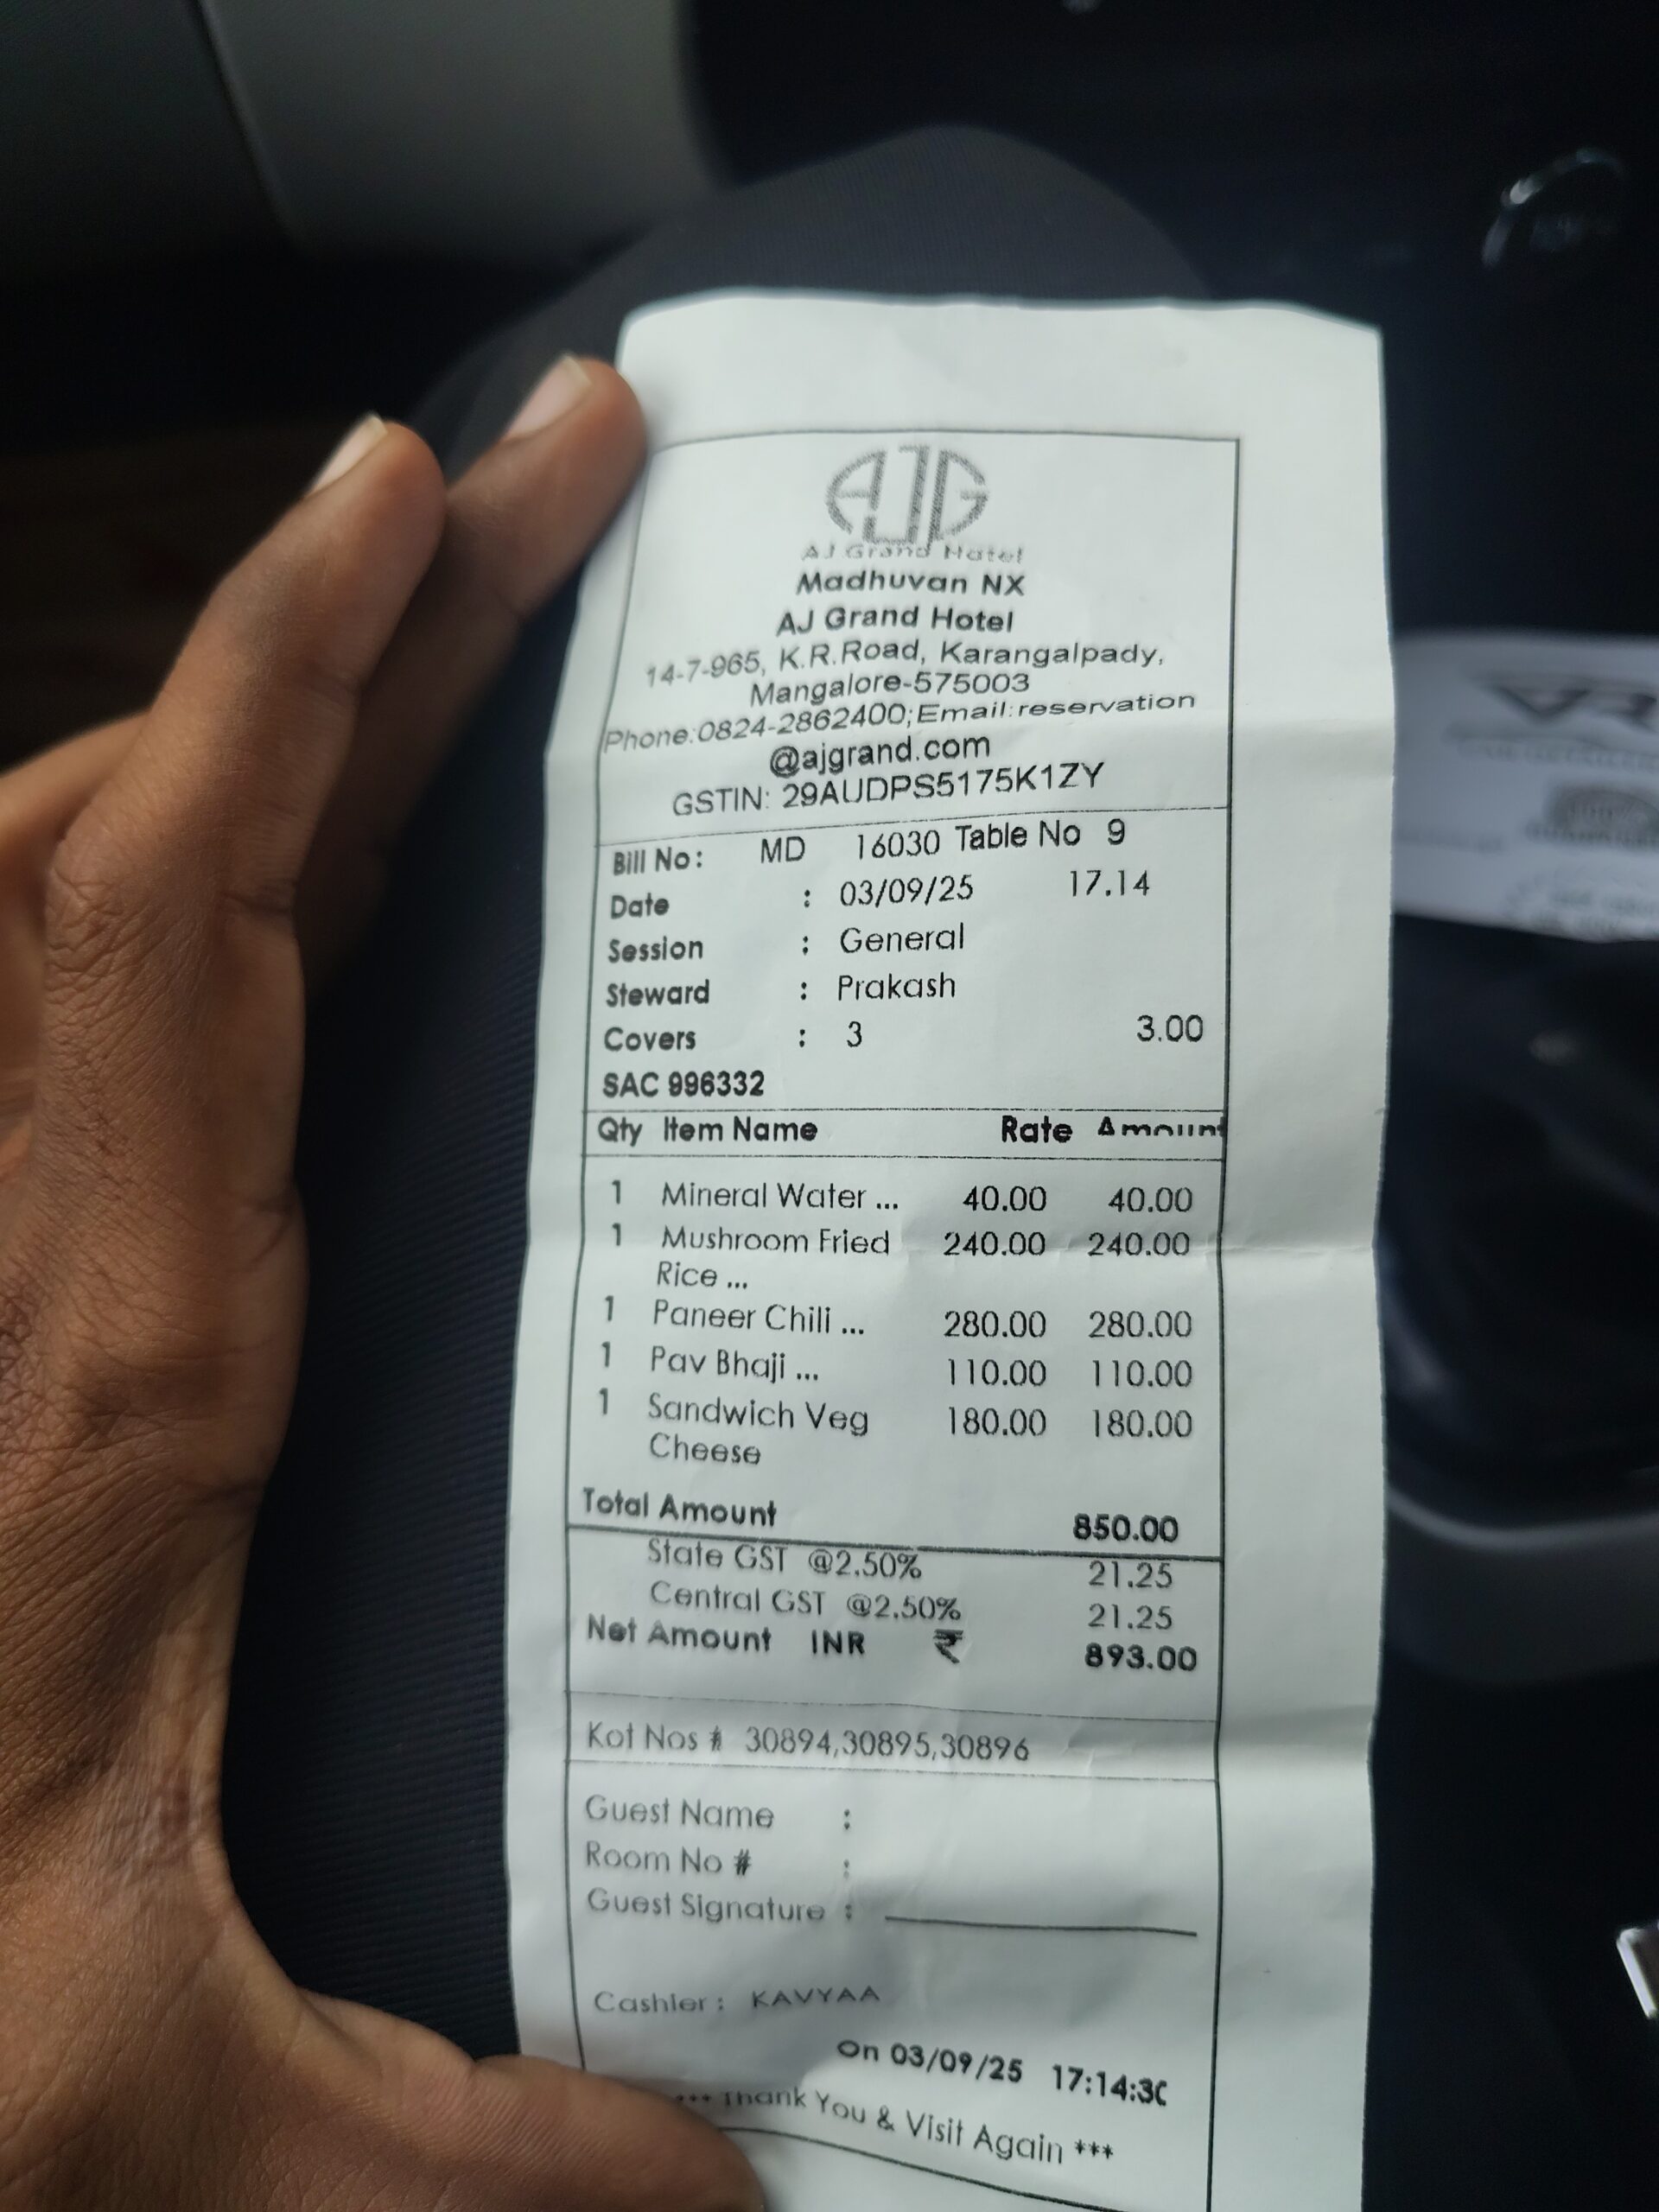 AJG
AJ Grand Hotel
Madhuvan NX
AJ Grand Hotel
14-7-965, K.R.Road, Karangalpady,
Mangalore-575003
Phone:0824-2862400;Email:reservation
@ajgrand.com
GSTIN: 29AUDPS5175K1ZY
Bill No: MD 16030 Table No 9
Date : 03/09/25 17.14
Session : General
Steward : Prakash
Covers : 3 3.00
SAC 996332
Qty Item Name Rate Amount
1 Mineral Water ... 40.00 40.00
1 Mushroom Fried 240.00 240.00
Rice ...
1 Paneer Chili ... 280.00 280.00
1 Pav Bhaji ... 110.00 110.00
1 Sandwich Veg 180.00 180.00
Cheese
Total Amount 850.00
State GST @2.50% 21.25
Central GST @2.50% 21.25
Net Amount INR ₹ 893.00
Kot Nos # 30894,30895,30896
Guest Name :
Room No # :
Guest Signature :
Cashier : KAVYAA
On 03/09/25 17:14:30
*** Thank You & Visit Again ***